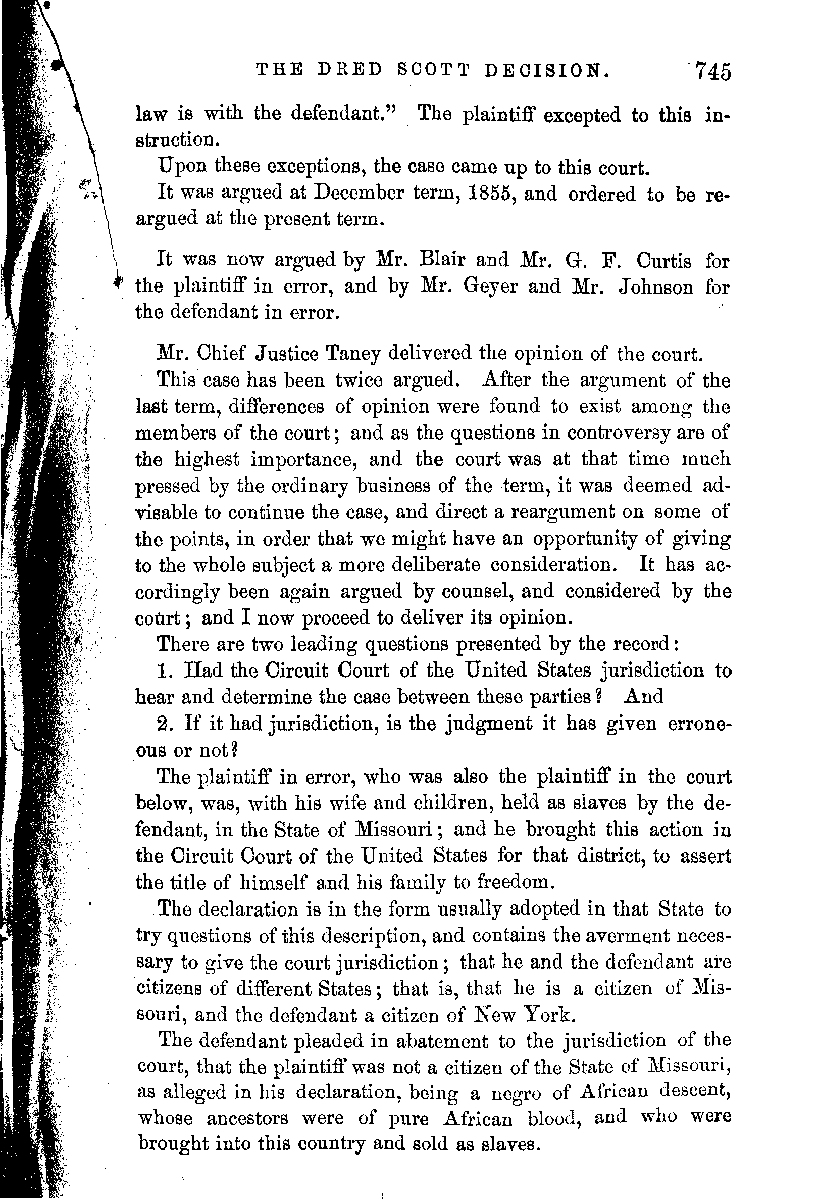 THE DRED SCOTT DECISION. 745
law is with the defendant.” The plaintiff excepted to this in-
struction.
Upon these exceptions, the case came up to this court.
It was argued at December term, 1855, and ordered to be re-
argued at the present term.
It was now argued by Mr. Blair and Mr. G. F. Curtis for
the plaintiff in error, and by Mr. Geyer and Mr. Johnson for
the defendant in error.
Mr. Chief Justice Taney delivered the opinion of the court.
This case has been twice argued. After the argument of the
last term, differences of opinion were found to exist among the
members of the court; and as the questions in controversy are of
the highest importance, and the court was at that time much
pressed by the ordinary business of the term, it was deemed ad-
visable to continue the case, and direct a reargument on some of
the points, in order that we might have an opportunity of giving
to the whole subject a more deliberate consideration. It has ac-
cordingly been again argued by counsel, and considered by the
court; and I now proceed to deliver its opinion.
There are two leading questions presented by the record:
1. Had the Circuit Court of the United States jurisdiction to
hear and determine the case between these parties? And
2. If it had jurisdiction, is the judgment it has given errone-
ous or not?
The plaintiff in error, who was also the plaintiff in the court
below, was, with his wife and children, held as slaves by the de-
fendant, in the State of Missouri; and he brought this action in
the Circuit Court of the United States for that district, to assert
the title of himself and his family to freedom.
The declaration is in the form usually adopted in that State to
try questions of this description, and contains the averment neces-
sary to give the court jurisdiction; that he and the defendant are
citizens of different States; that is, that he is a citizen of Mis-
souri, and the defendant a citizen of New York.
The defendant pleaded in abatement to the jurisdiction of the
court, that the plaintiff was not a citizen of the State of Missouri,
as alleged in his declaration, being a negro of African descent,
whose ancestors were of pure African blood, and who were
brought into this country and sold as slaves.